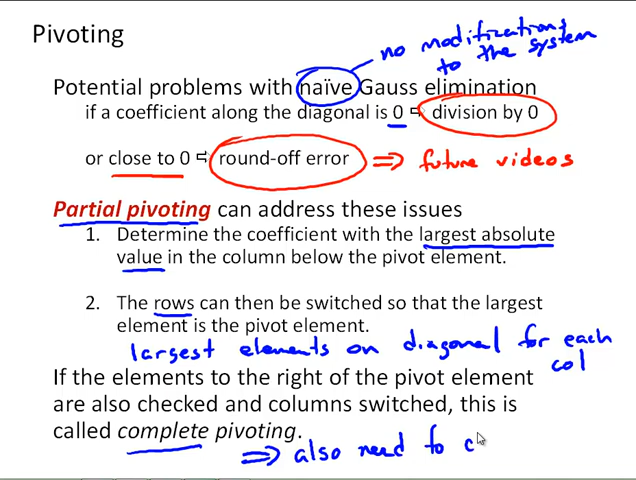 Pivoting
no modifications
to the system
Potential problems with naïve Gauss elimination
if a coefficient along the diagonal is 0 ⇨ division by 0
or close to 0 ⇨ round-off error ⇒ future videos
Partial pivoting can address these issues
1. Determine the coefficient with the largest absolute
value in the column below the pivot element.
2. The rows can then be switched so that the largest
element is the pivot element.
largest elements on diagonal for each
col
If the elements to the right of the pivot element
are also checked and columns switched, this is
called complete pivoting.
⇒ also need to c